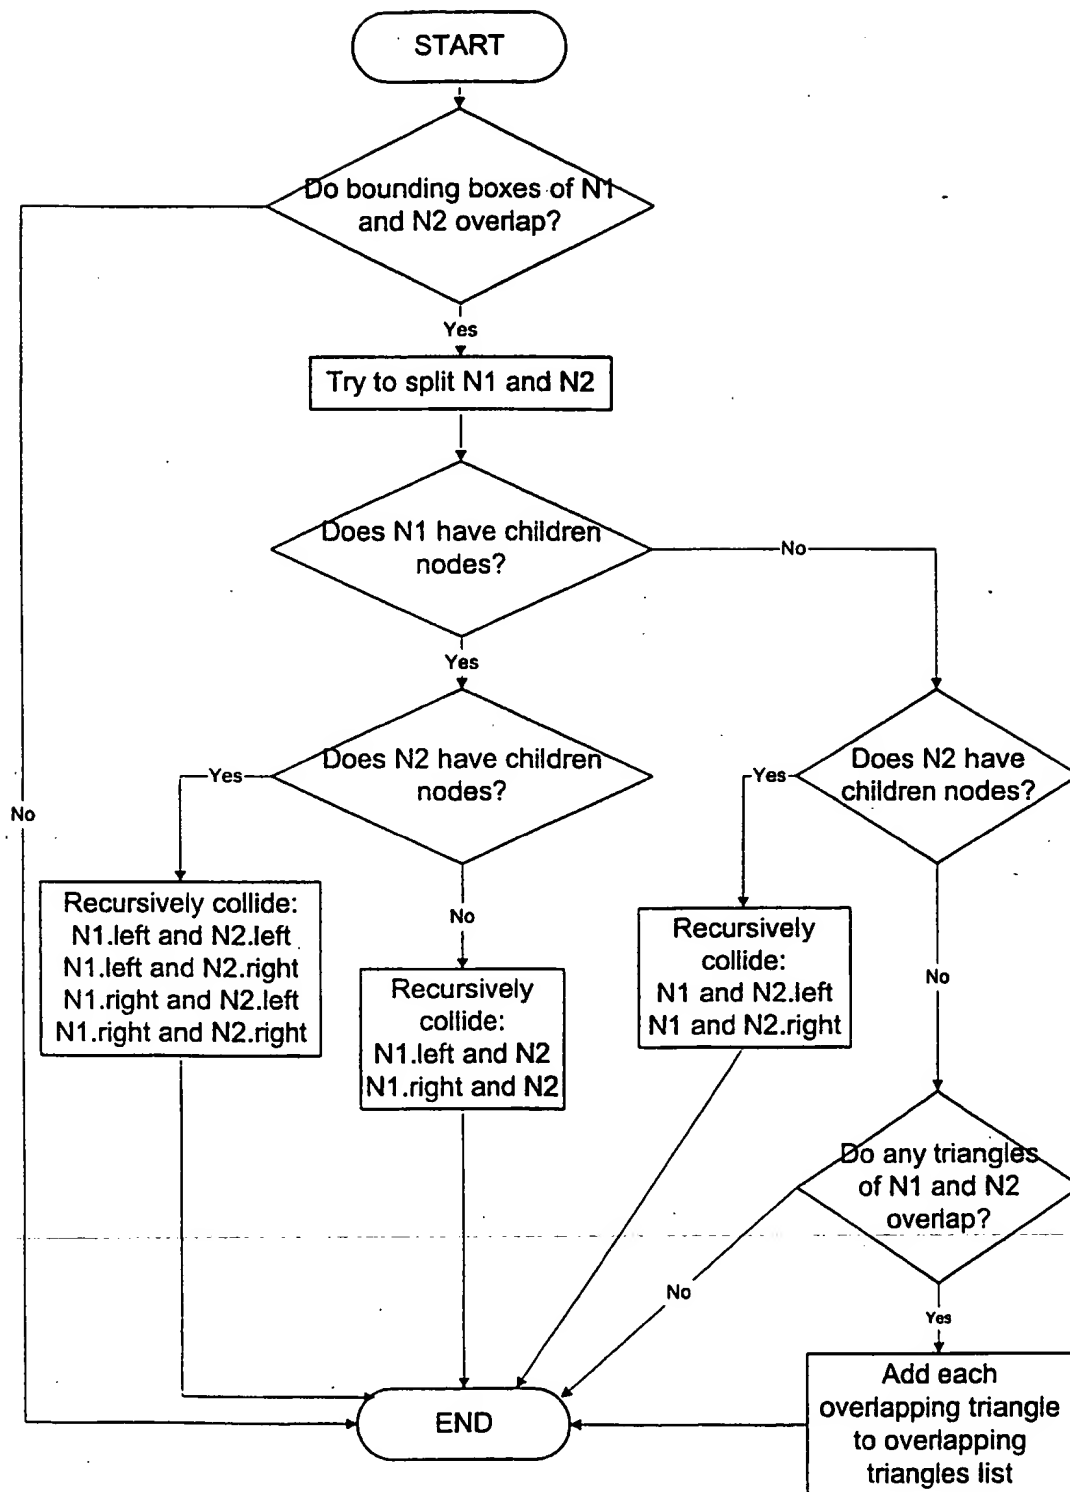 START
Do bounding boxes of N1
and N2 overlap?
Yes
Try to split N1 and N2
Does N1 have children
nodes?
No
Yes
Does N2 have children
nodes?
Yes
Does N2 have
children nodes?
Yes
No
Recursively collide:
N1.left and N2.left
N1.left and N2.right
N1.right and N2.left
N1.right and N2.right
No
Recursively
collide:
N1.left and N2
N1.right and N2
Recursively
collide:
N1 and N2.left
N1 and N2.right
No
Do any triangles
of N1 and N2
overlap?
No
Yes
Add each
overlapping triangle
to overlapping
triangles list
END